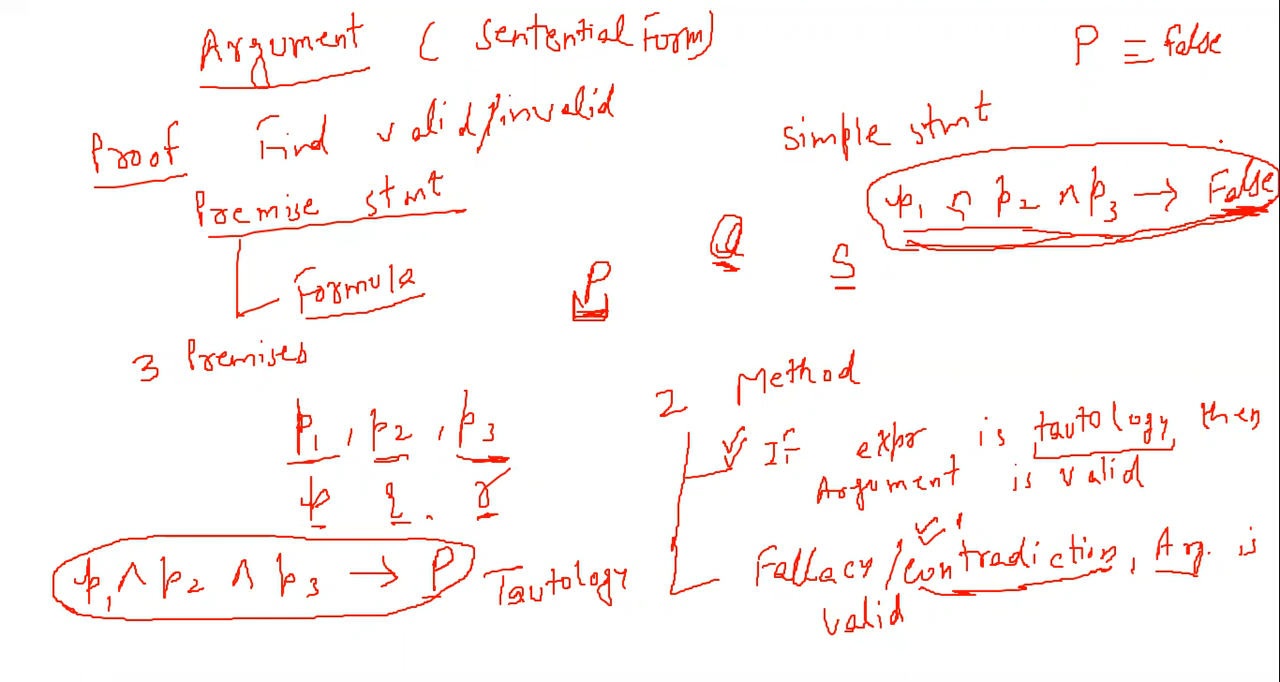 Argument ( Sentential Form)
P ≡ False
Proof Find valid/invalid
Simple stmt
Premise stmt
p1 ∩ p2 ∧ p3 → False
Q
S
Formula
P
3 Premises
2 Method
p1, p2, p3
If expr is tautology, then
Argument is valid
p q r
Fallacy/contradiction, Arg. is
valid
p1 ∧ p2 ∧ p3 → P Tautology